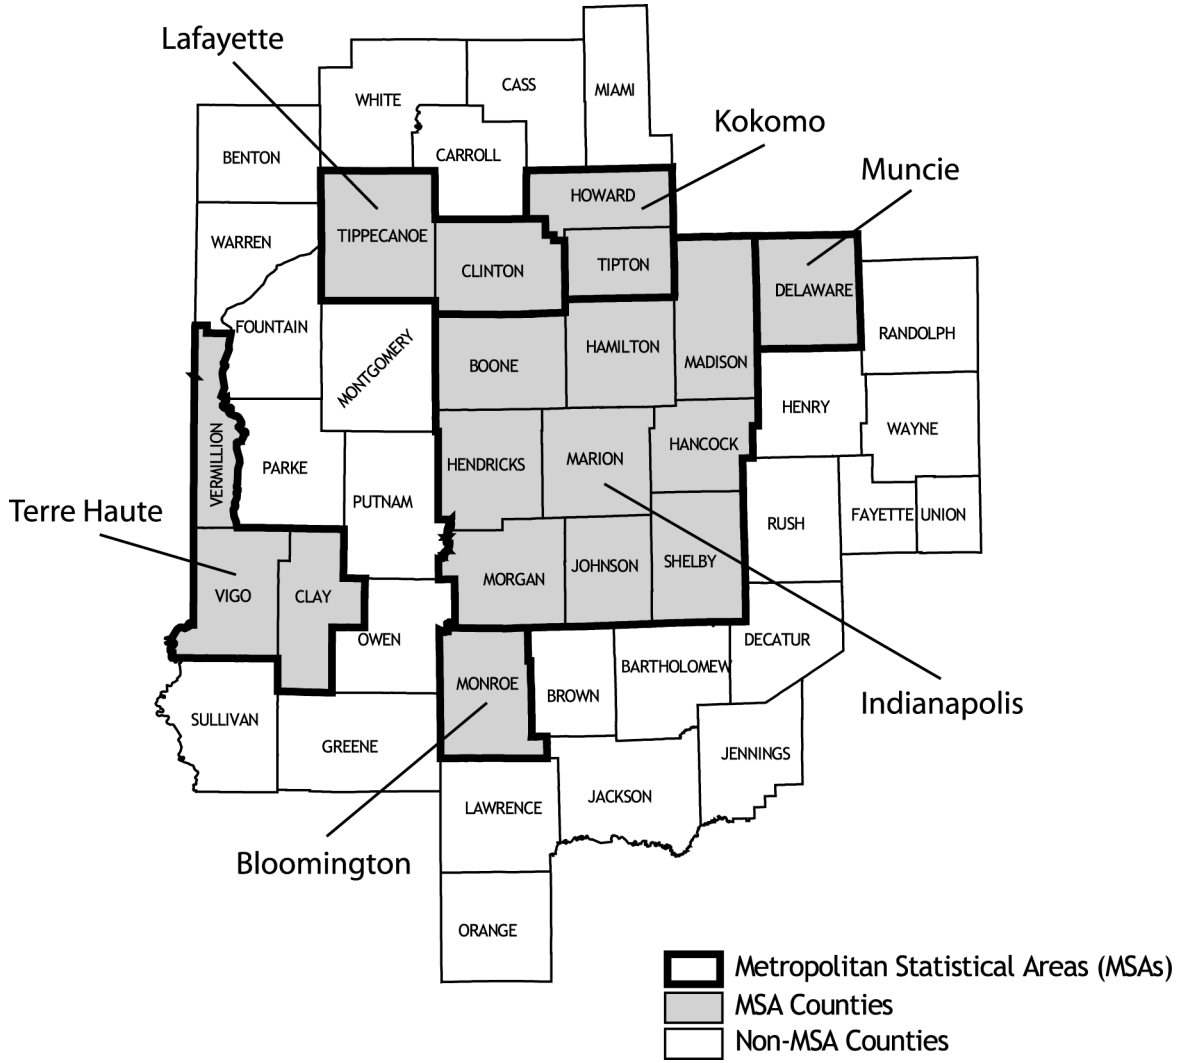 Lafayette
WHITE
CASS
MIAMI
Kokomo
BENTON
CARROLL
Muncie
HOWARD
WARREN
TIPPECANOE
CLINTON
TIPTON
DELAWARE
FOUNTAIN
MONTGOMERY
BOONE
HAMILTON
MADISON
RANDOLPH
HENRY
WAYNE
VERMILLION
PARKE
HENDRICKS
MARION
HANCOCK
PUTNAM
Terre Haute
RUSH
FAYETTE
UNION
VIGO
CLAY
MORGAN
JOHNSON
SHELBY
OWEN
DECATUR
MONROE
BROWN
BARTHOLOMEW
Indianapolis
SULLIVAN
GREENE
JENNINGS
LAWRENCE
JACKSON
Bloomington
ORANGE
Metropolitan Statistical Areas (MSAs)
MSA Counties
Non-MSA Counties